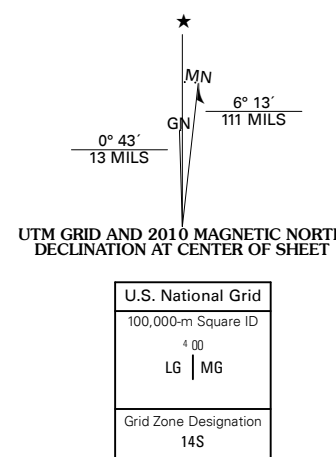 ★
MN
GN
6° 13´
111 MILS
0° 43´
13 MILS
UTM GRID AND 2010 MAGNETIC NORTH
DECLINATION AT CENTER OF SHEET
U.S. National Grid
100,000-m Square ID
4 00
LG | MG
Grid Zone Designation
14S